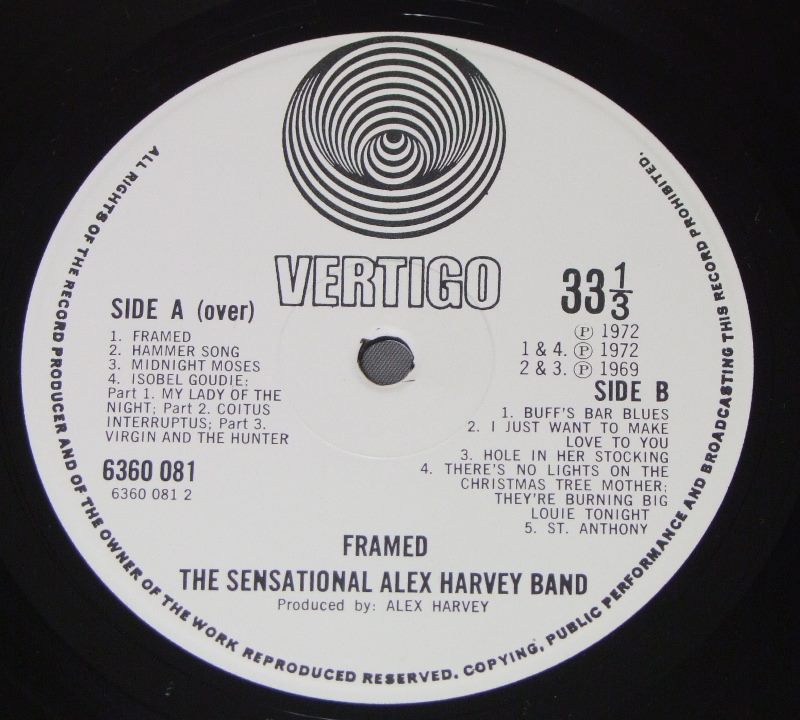 VERTIGO
SIDE A (over)
1. FRAMED
2. HAMMER SONG
3. MIDNIGHT MOSES
4. ISOBEL GOUDIE:
Part 1. MY LADY OF THE
NIGHT; Part 2. COITUS
INTERRUPTUS; Part 3.
VIRGIN AND THE HUNTER
6360 081
6360 081 2
33 1/3
Ⓟ 1972
1 & 4. Ⓟ 1972
2 & 3. Ⓟ 1969
SIDE B
1. BUFF'S BAR BLUES
2. I JUST WANT TO MAKE
LOVE TO YOU
3. HOLE IN HER STOCKING
4. THERE'S NO LIGHTS ON THE
CHRISTMAS TREE MOTHER;
THEY'RE BURNING BIG
LOUIE TONIGHT
5. ST. ANTHONY
FRAMED
THE SENSATIONAL ALEX HARVEY BAND
Produced by: ALEX HARVEY
ALL RIGHTS OF THE RECORD PRODUCER AND OF THE OWNER OF THE WORK REPRODUCED RESERVED. COPYING, PUBLIC PERFORMANCE AND BROADCASTING THIS RECORD PROHIBITED.